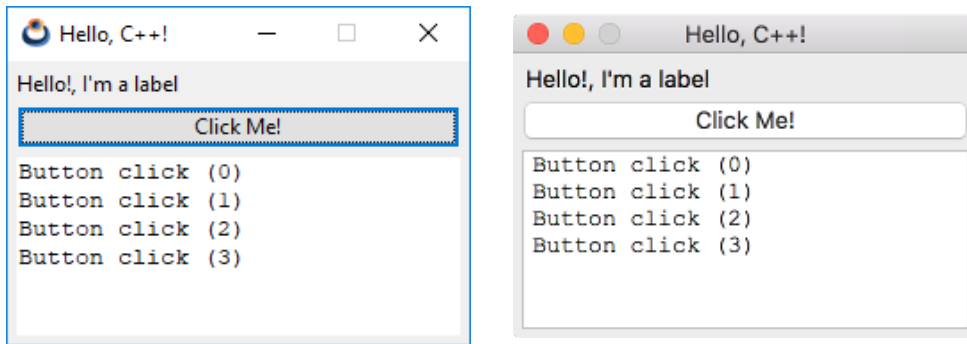 Hello, C++!
Hello!, I'm a label
Click Me!
Button click (0)
Button click (1)
Button click (2)
Button click (3)
Hello, C++!
Hello!, I'm a label
Click Me!
Button click (0)
Button click (1)
Button click (2)
Button click (3)